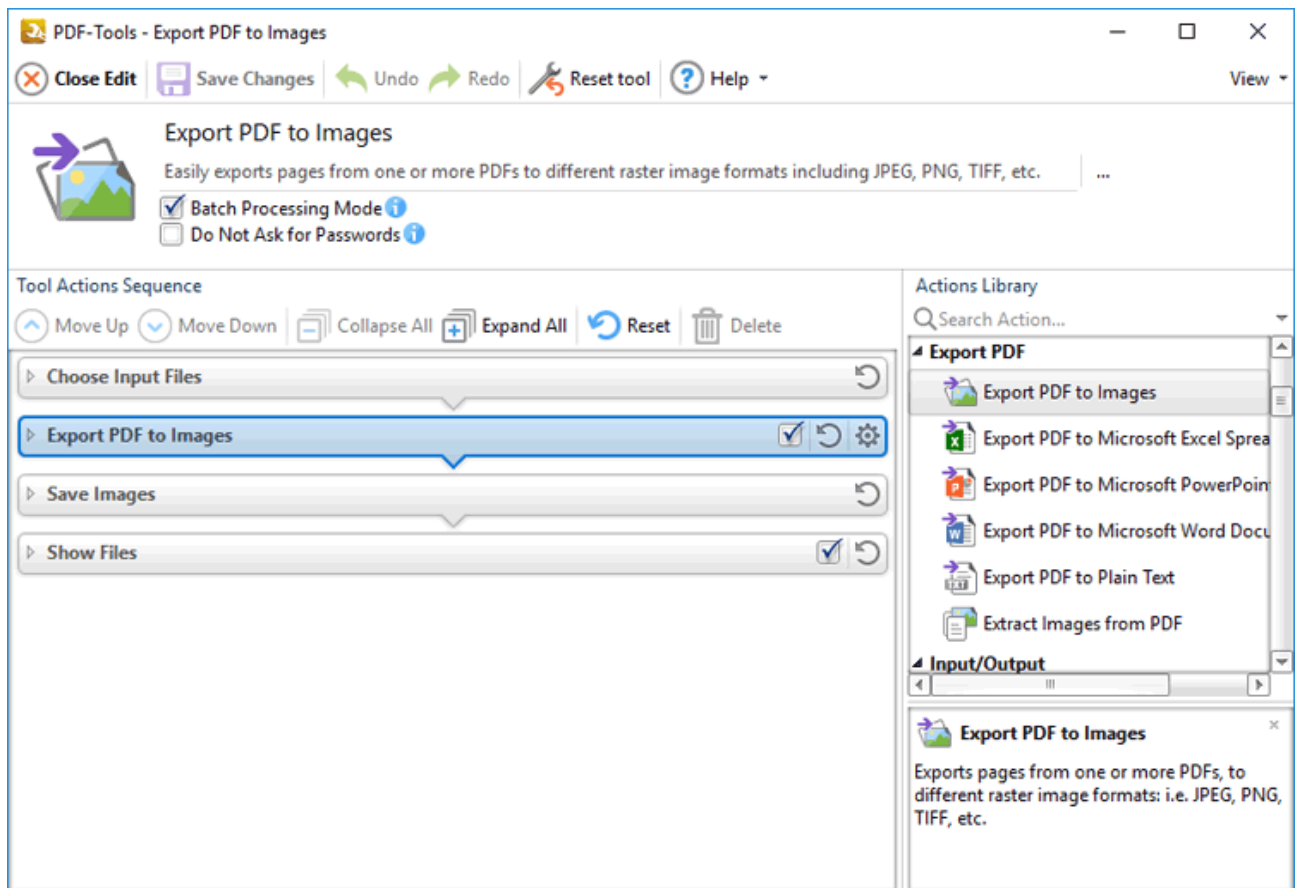 PDF-Tools - Export PDF to Images
Close Edit Save Changes Undo Redo Reset tool ? Help View
Export PDF to Images
Easily exports pages from one or more PDFs to different raster image formats including JPEG, PNG, TIFF, etc. ...
Batch Processing Mode i
Do Not Ask for Passwords i
Tool Actions Sequence
Move Up Move Down Collapse All Expand All Reset Delete
Choose Input Files
Export PDF to Images
Save Images
Show Files
Actions Library
Search Action...
Export PDF
Export PDF to Images
Export PDF to Microsoft Excel Sprea
Export PDF to Microsoft PowerPoin
Export PDF to Microsoft Word Docu
Export PDF to Plain Text
Extract Images from PDF
Input/Output
Export PDF to Images
Exports pages from one or more PDFs, to
different raster image formats: i.e. JPEG, PNG,
TIFF, etc.